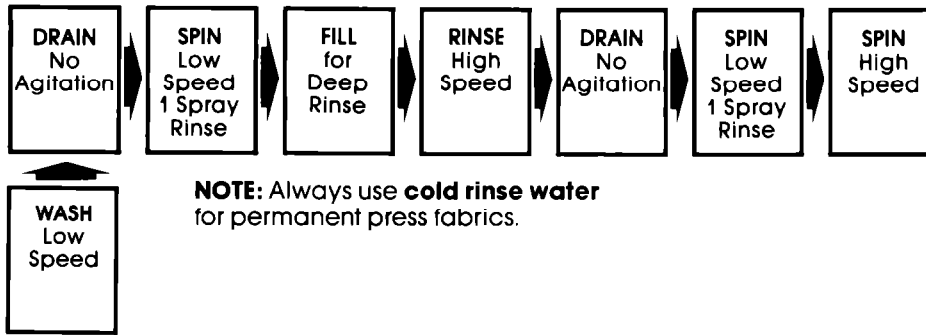 DRAIN
No
Agitation
SPIN
Low
Speed
1 Spray
Rinse
FILL
for
Deep
Rinse
RINSE
High
Speed
DRAIN
No
Agitation
SPIN
Low
Speed
1 Spray
Rinse
SPIN
High
Speed
WASH
Low
Speed
NOTE: Always use cold rinse water
for permanent press fabrics.